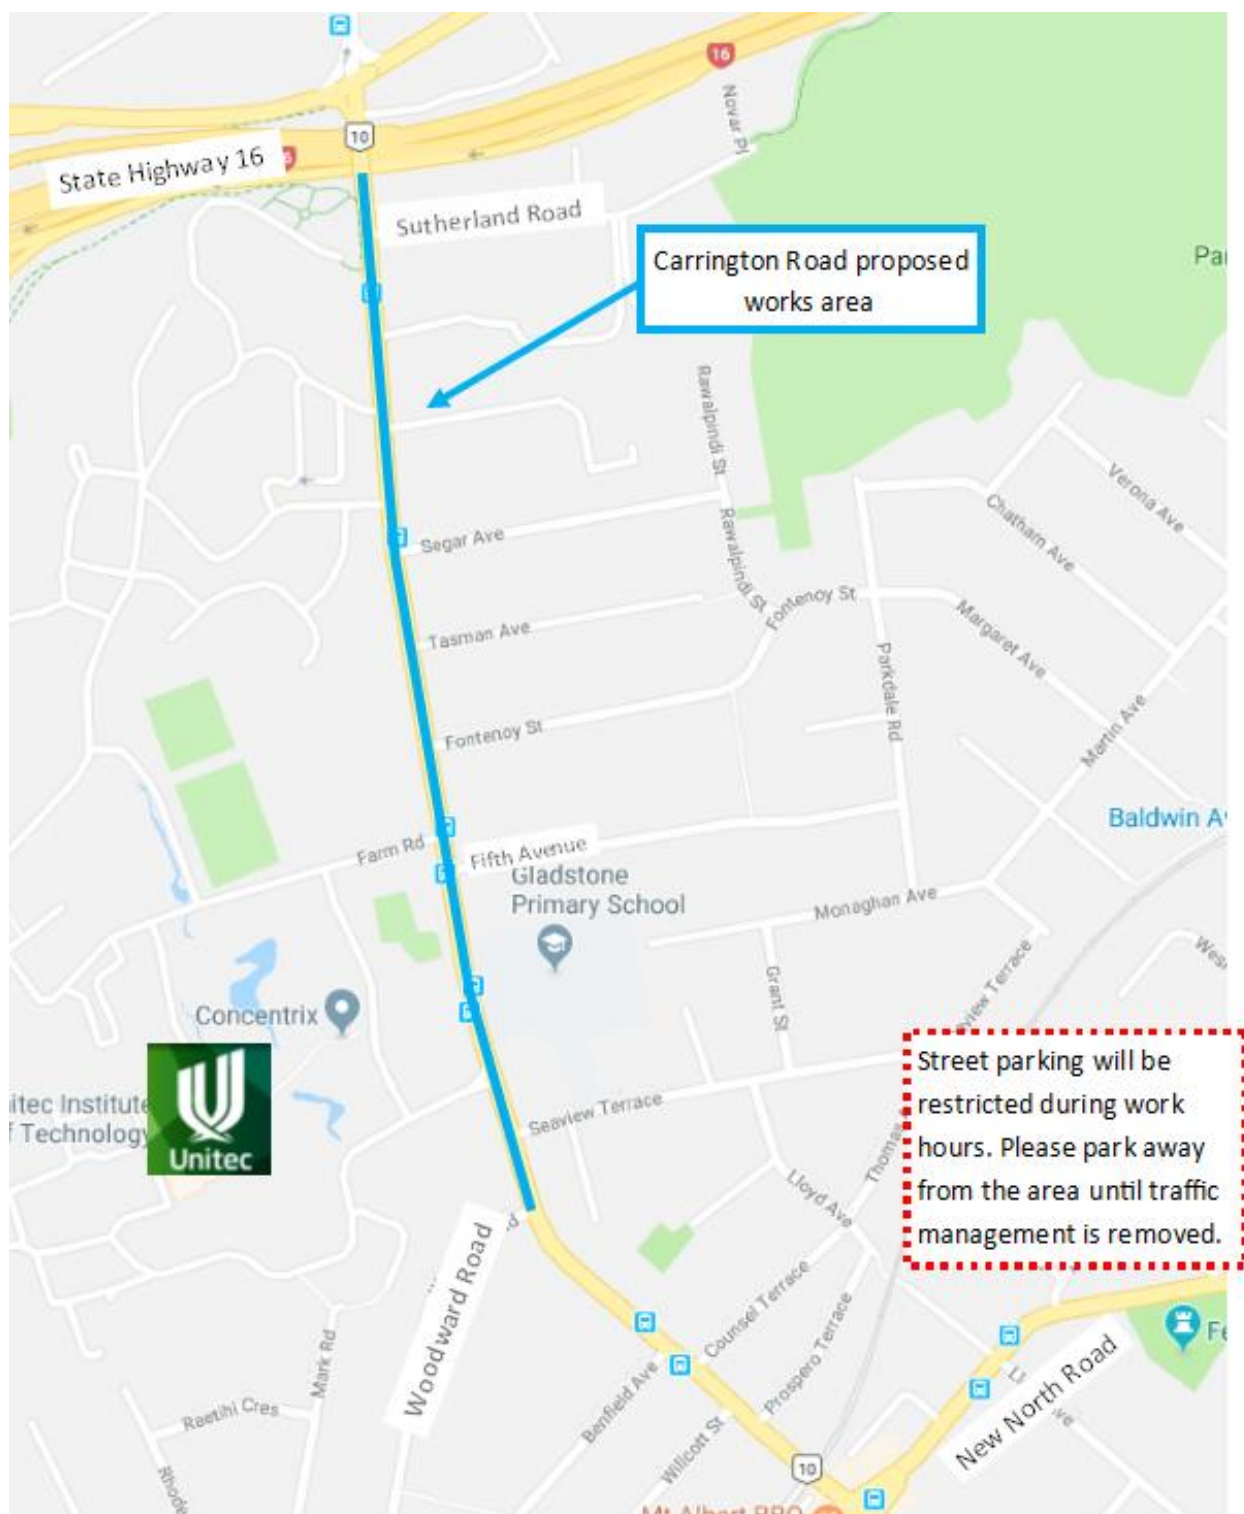 16
Novar Pl
10
State Highway 16
Sutherland Road
Carrington Road proposed
works area
Rawalpindi St
Verona Ave
Chatham Ave
Segar Ave
Rawalpindi St
Fontenoy St
Margaret Ave
Tasman Ave
Parkdale Rd
Martin Ave
Fontenoy St
Farm Rd
Fifth Avenue
Gladstone
Primary School
Monaghan Ave
Grant St
Concentrix
Unitec
Seaview Terrace
Street parking will be
restricted during work
hours. Please park away
from the area until traffic
management is removed.
Thomas
Lloyd Ave
Woodward Road
Counsel Terrace
Prospero Terrace
Benfield Ave
Willcott St
Mark Rd
Raetihi Cres
New North Road
10